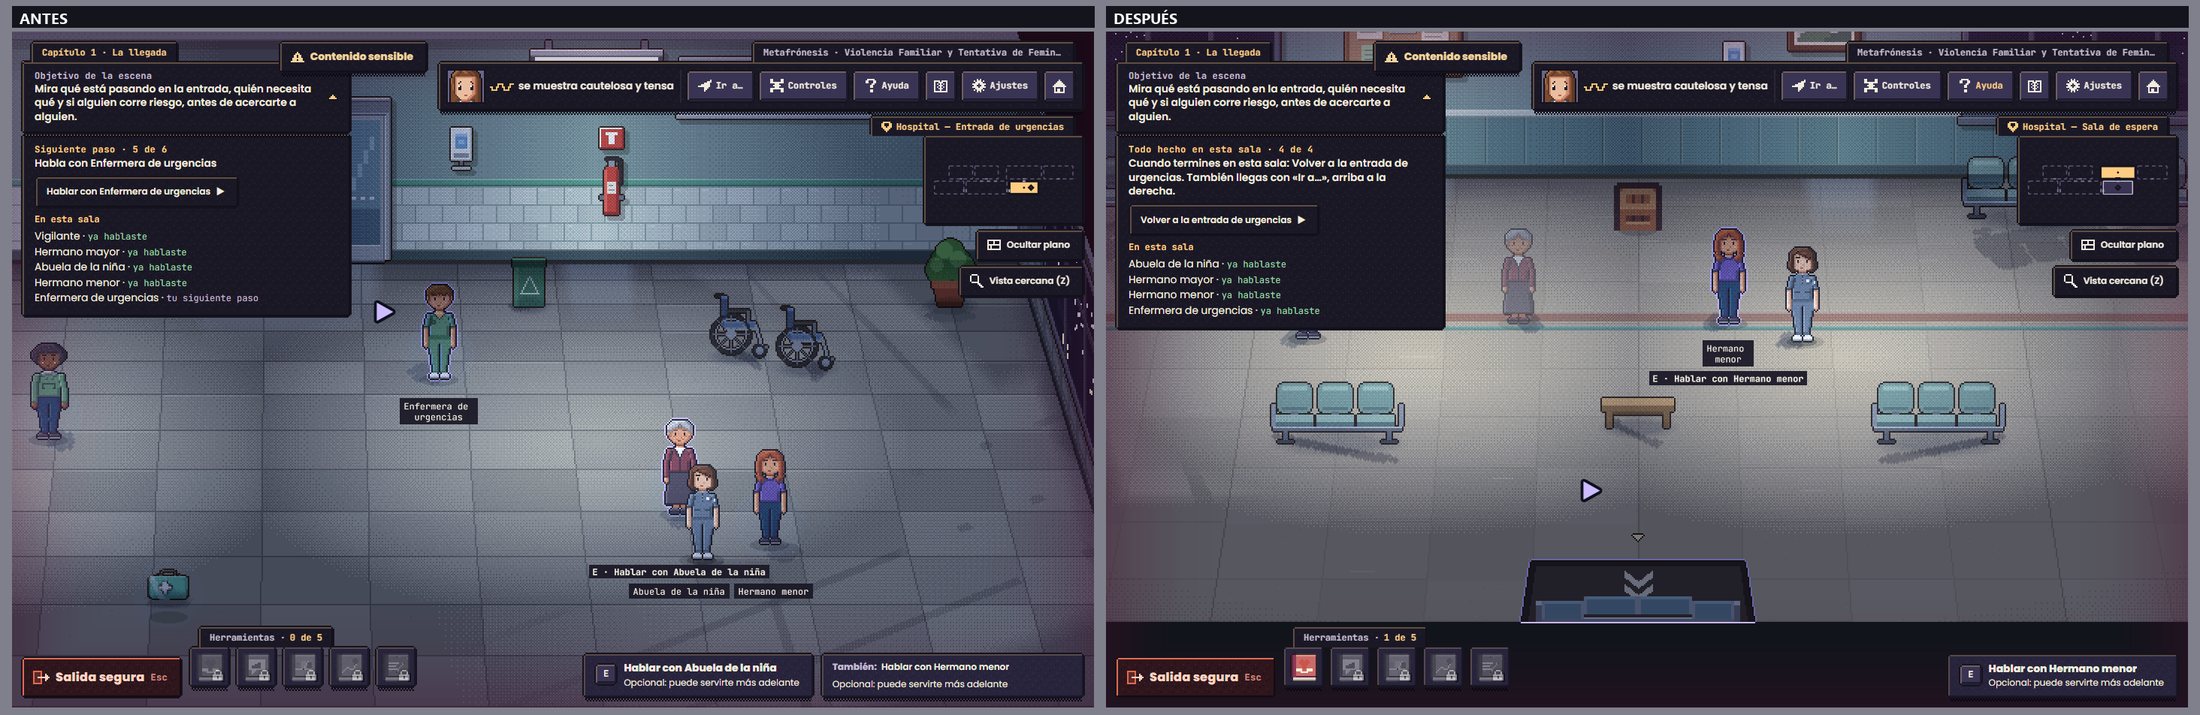 ANTES
Capítulo 1 · La llegada
Contenido sensible
Metafrónesis · Violencia Familiar y Tentativa de Femin…
Objetivo de la escena
Mira qué está pasando en la entrada, quién necesita
qué y si alguien corre riesgo, antes de acercarte a
alguien.
se muestra cautelosa y tensa
Ir a…
Controles
? Ayuda
Ajustes
Hospital — Entrada de urgencias
Siguiente paso · 5 de 6
Habla con Enfermera de urgencias
Hablar con Enfermera de urgencias
En esta sala
Vigilante · ya hablaste
Hermano mayor · ya hablaste
Abuela de la niña · ya hablaste
Hermano menor · ya hablaste
Enfermera de urgencias · tu siguiente paso
Ocultar plano
Vista cercana (Z)
Enfermera de
urgencias
E · Hablar con Abuela de la niña
Abuela de la niña
Hermano menor
Herramientas · 0 de 5
Salida segura Esc
E
Hablar con Abuela de la niña
Opcional: puede servirte más adelante
También: Hablar con Hermano menor
Opcional: puede servirte más adelante
DESPUÉS
Capítulo 1 · La llegada
Contenido sensible
Metafrónesis · Violencia Familiar y Tentativa de Femin…
Objetivo de la escena
Mira qué está pasando en la entrada, quién necesita
qué y si alguien corre riesgo, antes de acercarte a
alguien.
se muestra cautelosa y tensa
Ir a…
Controles
? Ayuda
Ajustes
Hospital — Sala de espera
Todo hecho en esta sala · 4 de 4
Cuando termines en esta sala: Volver a la entrada de
urgencias. También llegas con «Ir a…», arriba a la
derecha.
Volver a la entrada de urgencias
En esta sala
Abuela de la niña · ya hablaste
Hermano mayor · ya hablaste
Hermano menor · ya hablaste
Enfermera de urgencias · ya hablaste
Ocultar plano
Vista cercana (Z)
Hermano
menor
E · Hablar con Hermano menor
Herramientas · 1 de 5
Salida segura Esc
E
Hablar con Hermano menor
Opcional: puede servirte más adelante